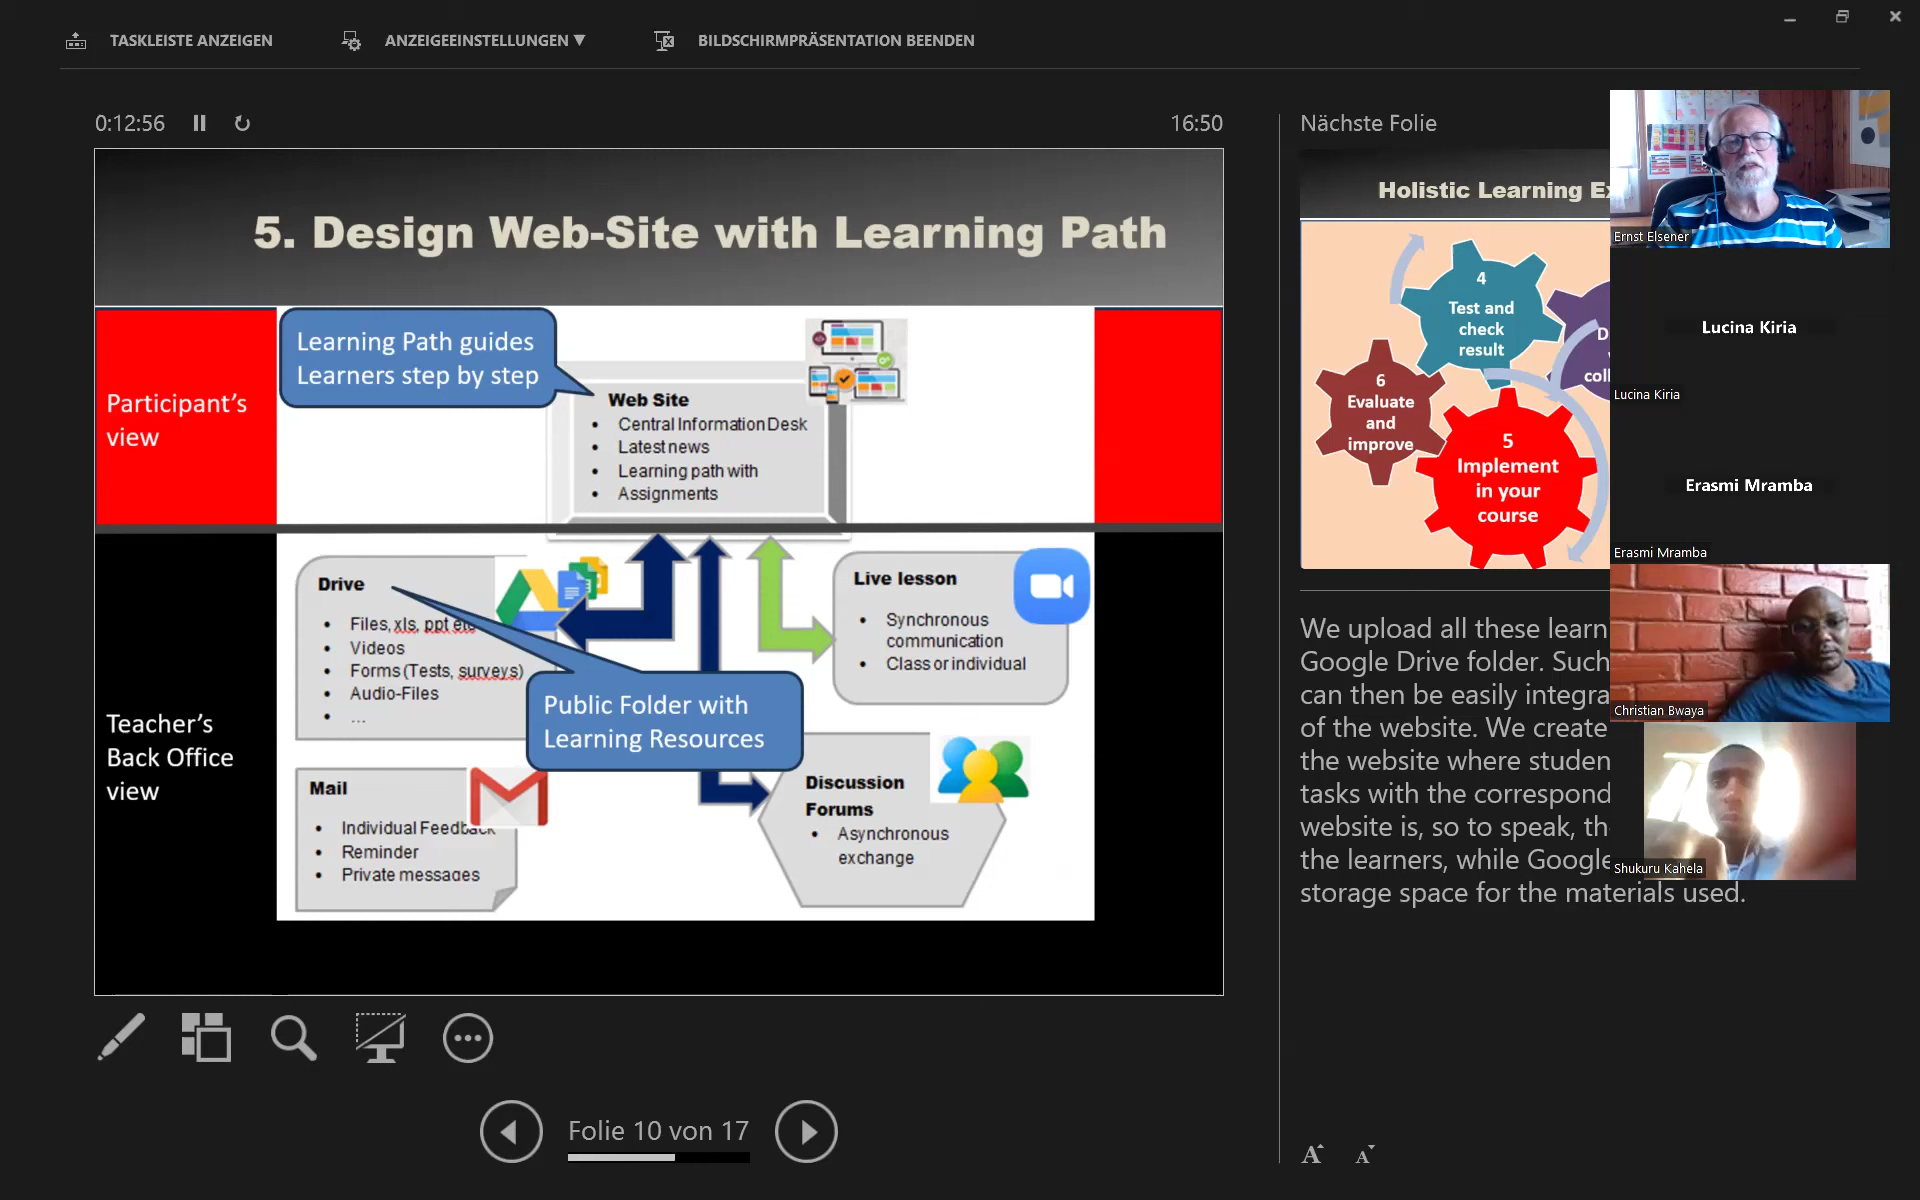 TASKLEISTE ANZEIGEN
ANZEIGEEINSTELLUNGEN ▼
BILDSCHIRMPRÄSENTATION BEENDEN
0:12:56
16:50
5. Design Web-Site with Learning Path
Participant's
view
Learning Path guides
Learners step by step
Web Site
• Central Information Desk
• Latest news
• Learning path with
• Assignments
Teacher's
Back Office
view
Drive
• Files, xls, ppt etc
• Videos
• Forms (Tests, surveys)
• Audio-Files
• ...
Public Folder with
Learning Resources
Live lesson
• Synchronous
communication
• Class or individual
Mail
• Individual Feedback
• Reminder
• Private messages
Discussion
Forums
• Asynchronous
exchange
Folie 10 von 17
Nächste Folie
Holistic Learning
4
Test and
check
result
6
Evaluate
and
improve
5
Implement
in your
course
We upload all these
Google Drive folder. Such
can then be easily
of the website. We create
the website where
tasks with the
website is, so to speak,
the learners, while Google
storage space for the materials used.
A
A
Ernst Elsener
Lucina Kiria
Lucina Kiria
Erasmi Mramba
Erasmi Mramba
Christian Bwaya
Shukuru Kahela